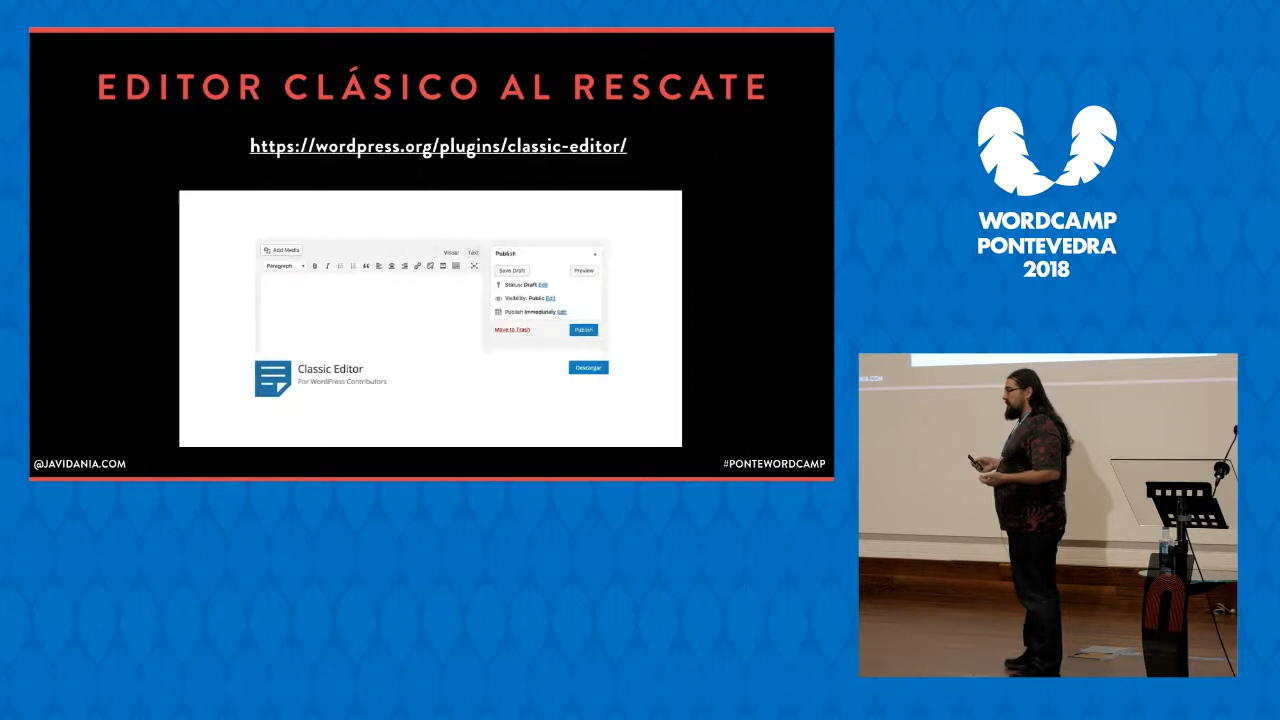 EDITOR CLÁSICO AL RESCATE
https://wordpress.org/plugins/classic-editor/
Add Media
Visual Text
Paragraph
Publish
Save Draft Preview
Status: Draft Edit
Visibility: Public Edit
Publish Immediately Edit
Move to Trash Publish
Classic Editor
Por WordPress Contributors
Descargar
@JAVIDANIA.COM
#PONTEWORDCAMP
WORDCAMP
PONTEVEDRA
2018